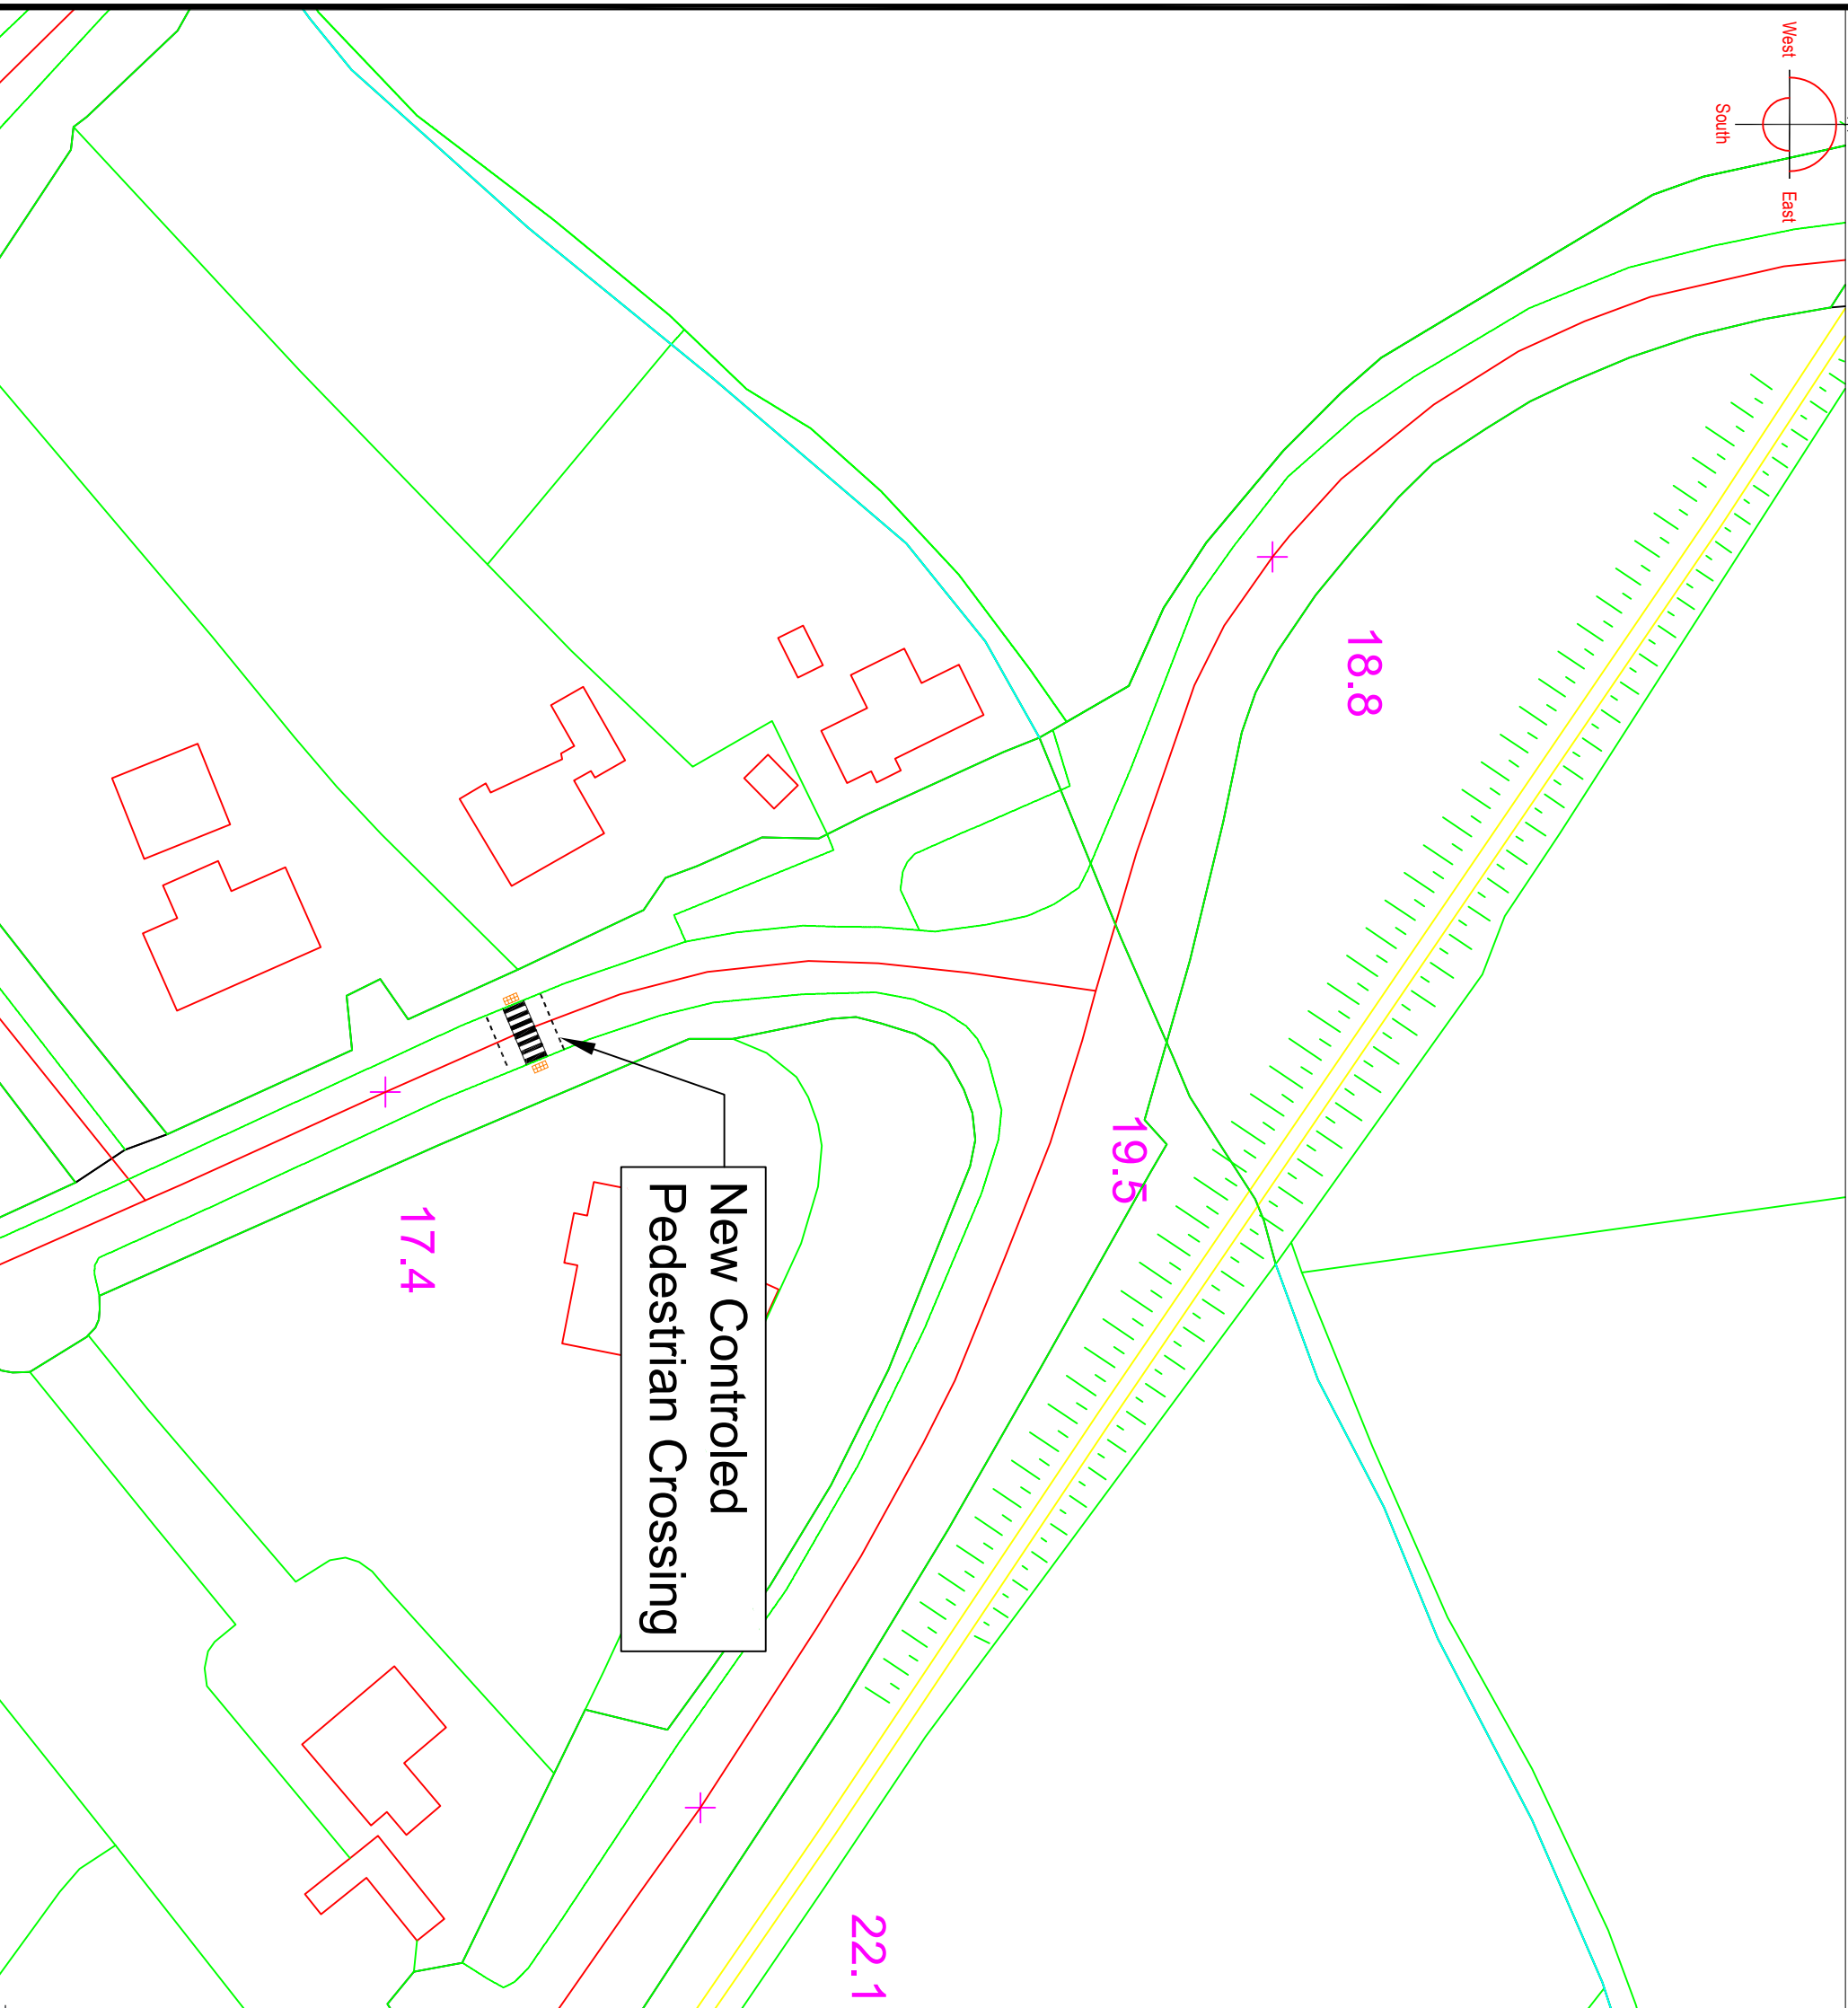 West
South
East
18.8
19.5
17.4
New Controled
Pedestrian Crossing
22.1